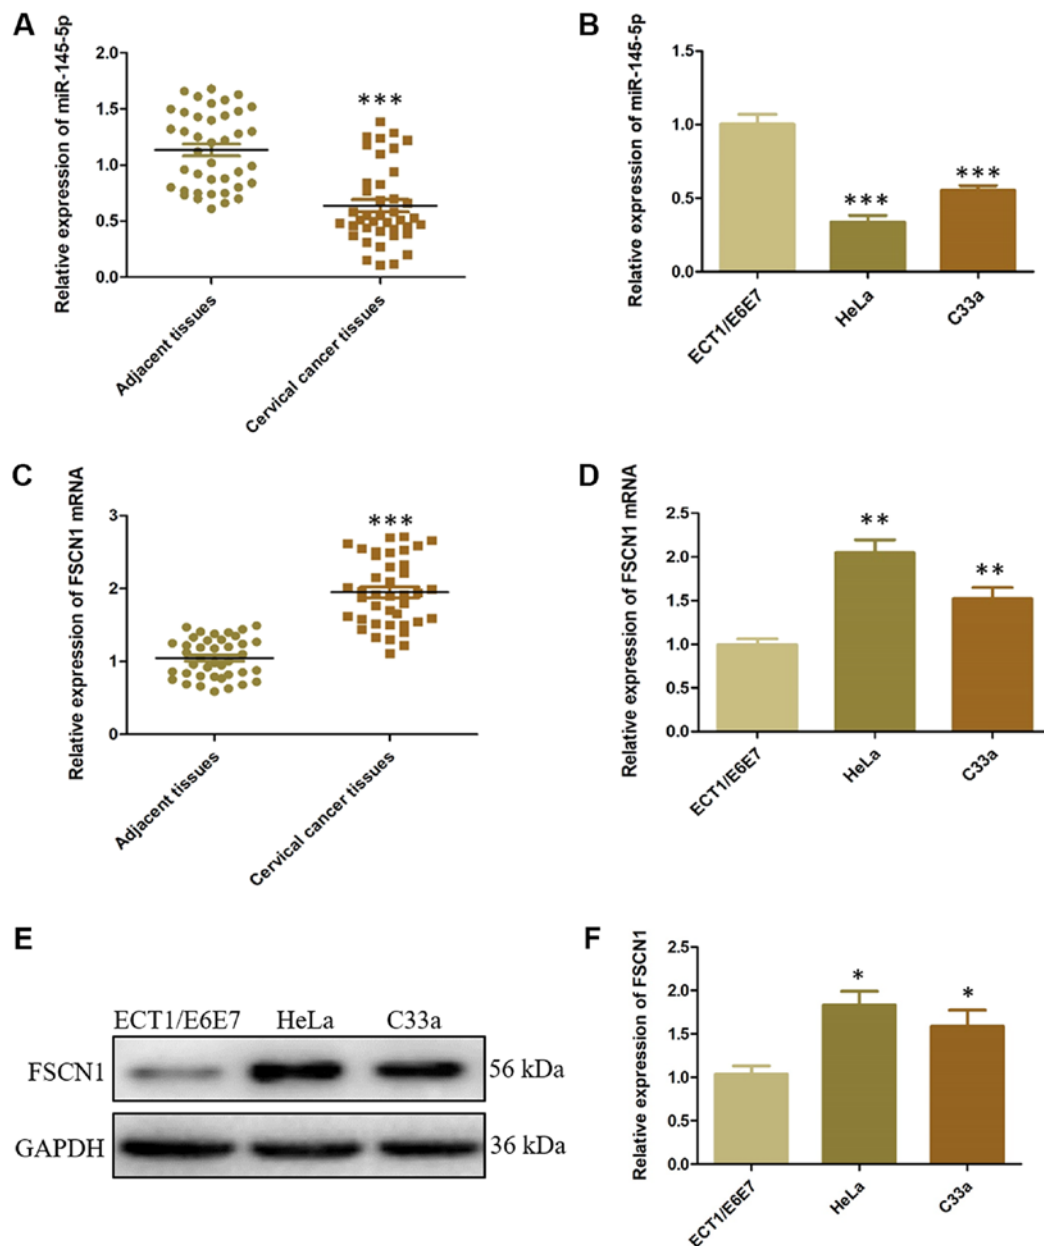 A
Relative expression of miR-145-5p
2.0
1.5
1.0
0.5
0.0
***
Adjacent tissues
Cervical cancer tissues
B
Relative expression of miR-145-5p
1.5
1.0
0.5
0.0
***
***
ECT1/E6E7
HeLa
C33a
C
Relative expression of FSCN1 mRNA
3
2
1
0
***
Adjacent tissues
Cervical cancer tissues
D
Relative expression of FSCN1 mRNA
2.5
2.0
1.5
1.0
0.5
0.0
**
**
ECT1/E6E7
HeLa
C33a
E
ECT1/E6E7 HeLa C33a
FSCN1 56 kDa
GAPDH 36 kDa
F
Relative expression of FSCN1
2.5
2.0
1.5
1.0
0.5
0.0
*
*
ECT1/E6E7
HeLa
C33a